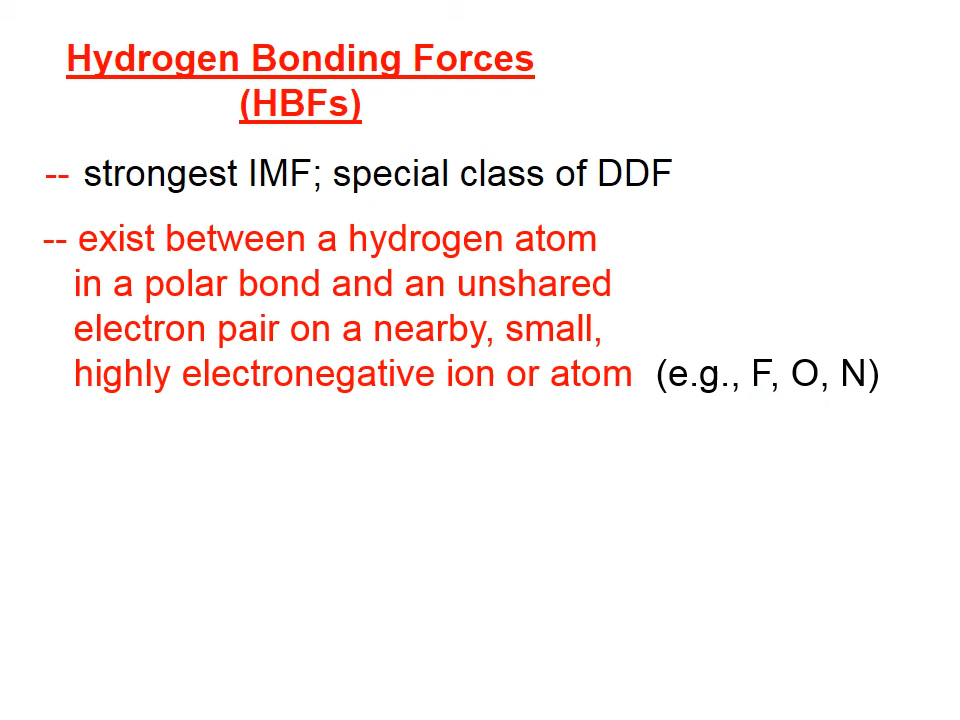 Hydrogen Bonding Forces
(HBFs)
-- strongest IMF; special class of DDF
-- exist between a hydrogen atom
in a polar bond and an unshared
electron pair on a nearby, small,
highly electronegative ion or atom (e.g., F, O, N)